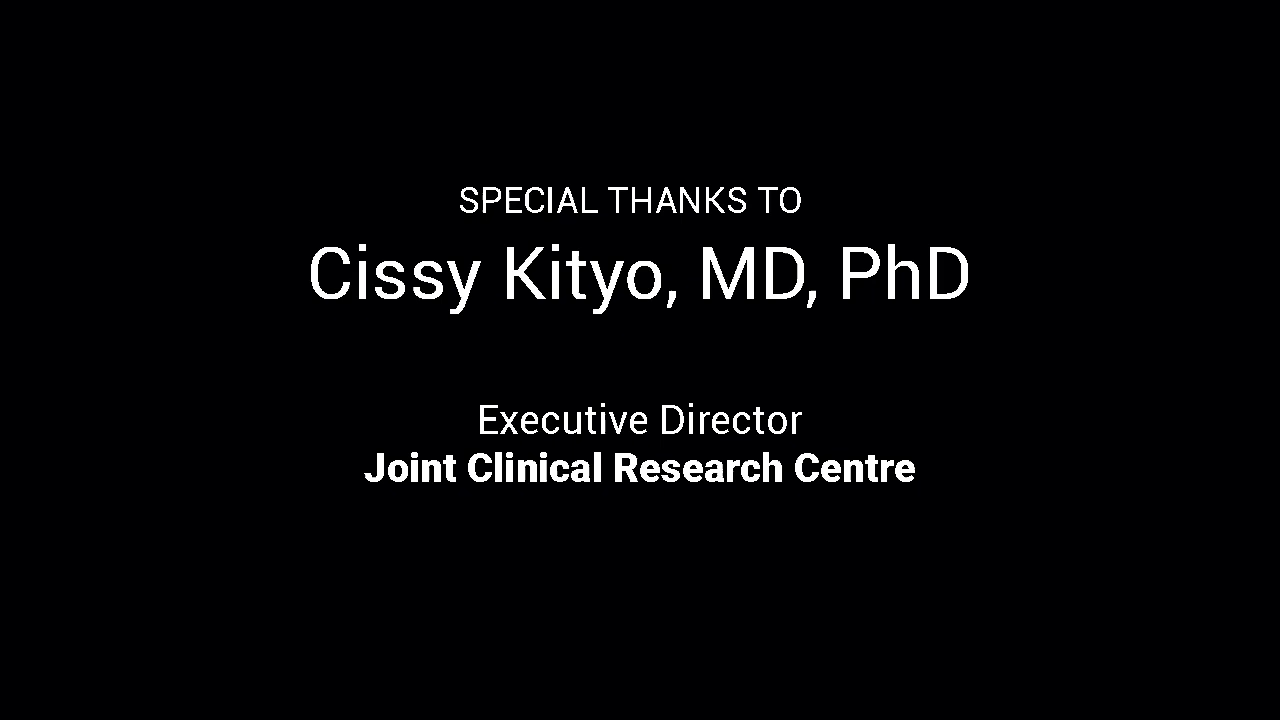 SPECIAL THANKS TO
Cissy Kityo, MD, PhD
Executive Director
Joint Clinical Research Centre